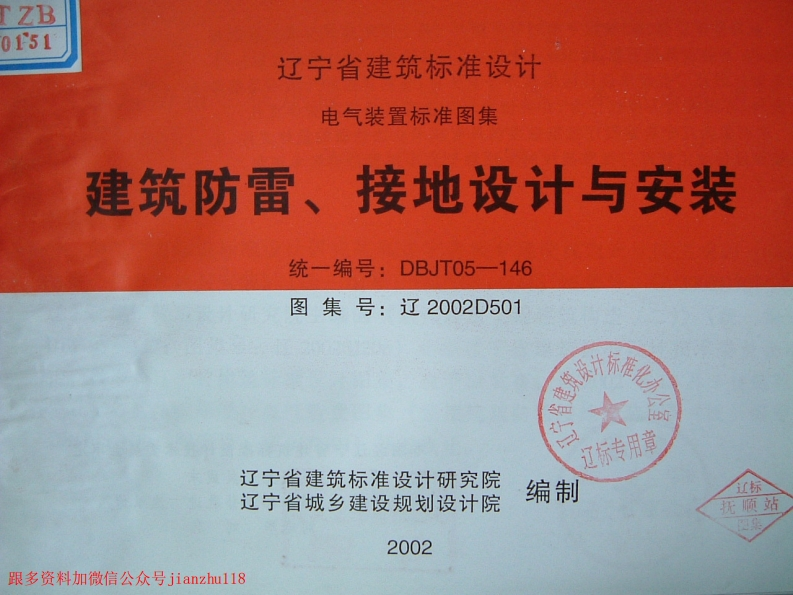 TZB
0151
辽宁省建筑标准设计
电气装置标准图集
建筑防雷、接地设计与安装
统一编号：DBJT05—146
图 集 号：辽2002D501
辽宁省建筑设计标准化办公室
辽标专用章
辽宁省建筑标准设计研究院
辽宁省城乡建设规划设计院
编制
辽标
抚顺站
图集
2002
跟多资料加微信公众号jianzhu118